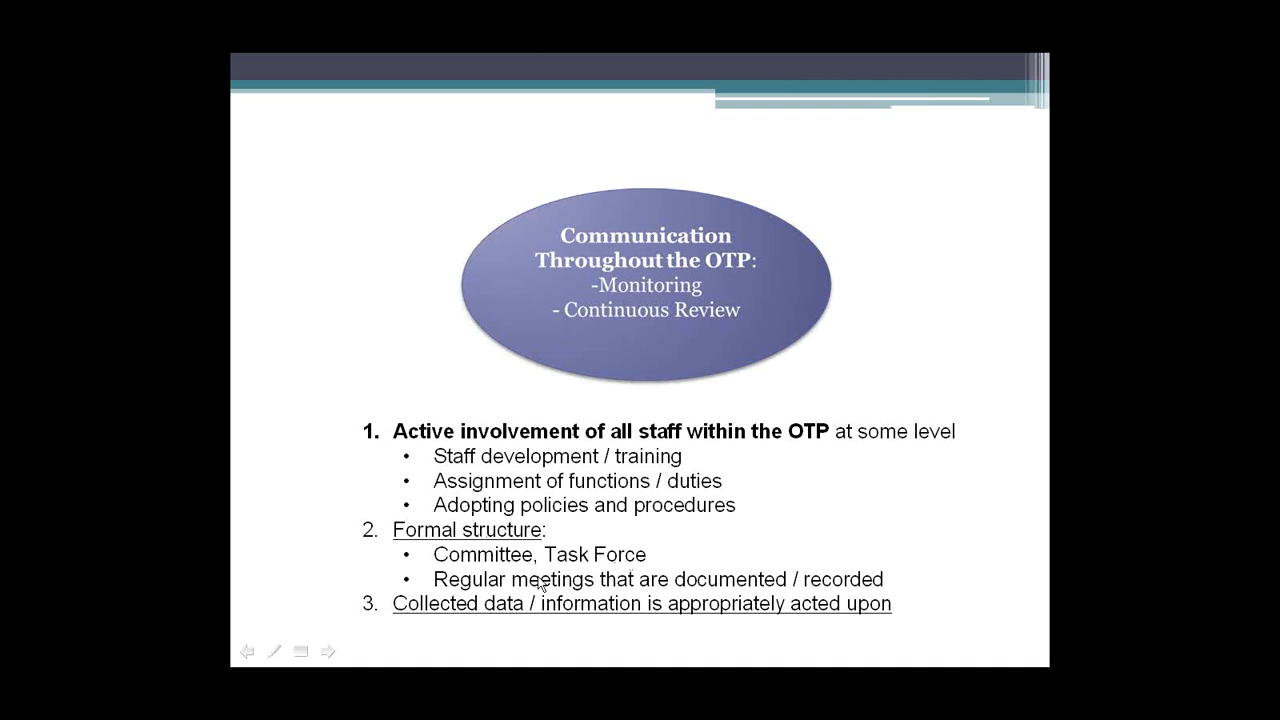 Communication
Throughout the OTP:
-Monitoring
- Continuous Review
1. Active involvement of all staff within the OTP at some level
• Staff development / training
• Assignment of functions / duties
• Adopting policies and procedures
2. Formal structure:
• Committee, Task Force
• Regular meetings that are documented / recorded
3. Collected data / information is appropriately acted upon